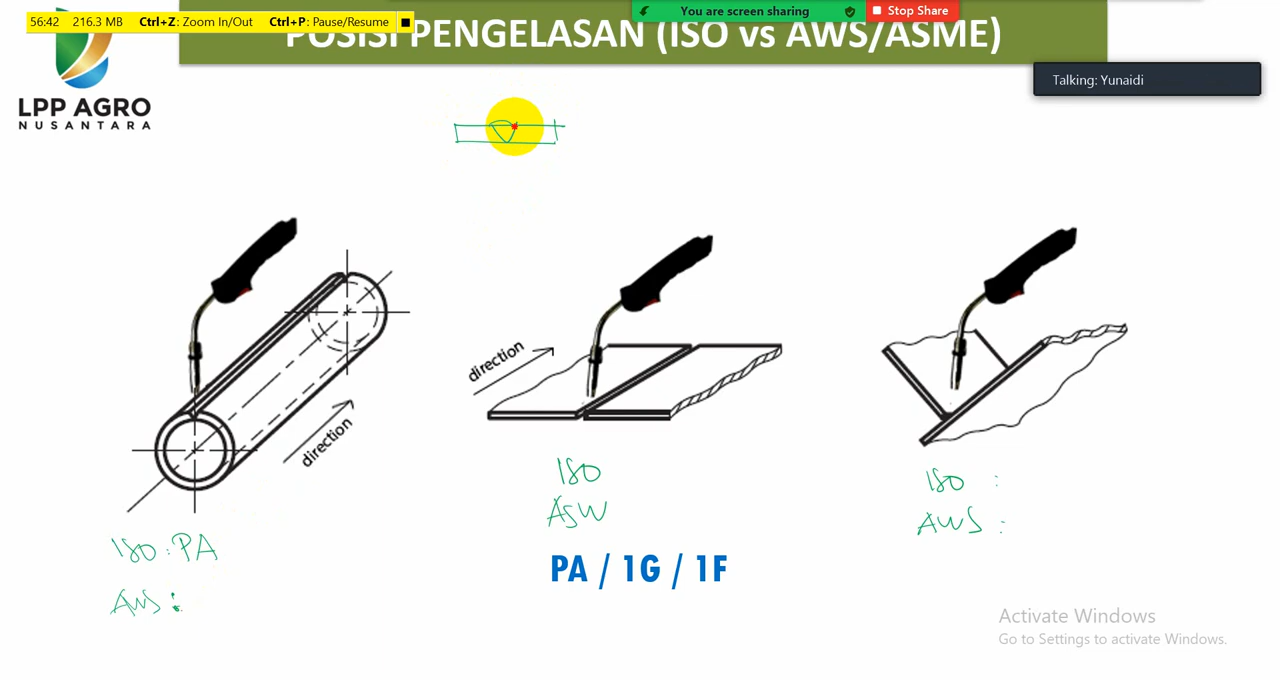 56:42 216.3 MB Ctrl+Z: Zoom In/Out Ctrl+P: Pause/Resume
You are screen sharing Stop Share
POSISI PENGELASAN (ISO vs AWS/ASME)
Talking: Yunaidi
LPP AGRO
NUSANTARA
direction
direction
ISO
ASW
ISO :
AWS :
ISO : PA
AWS :
PA / 1G / 1F
Activate Windows
Go to Settings to activate Windows.